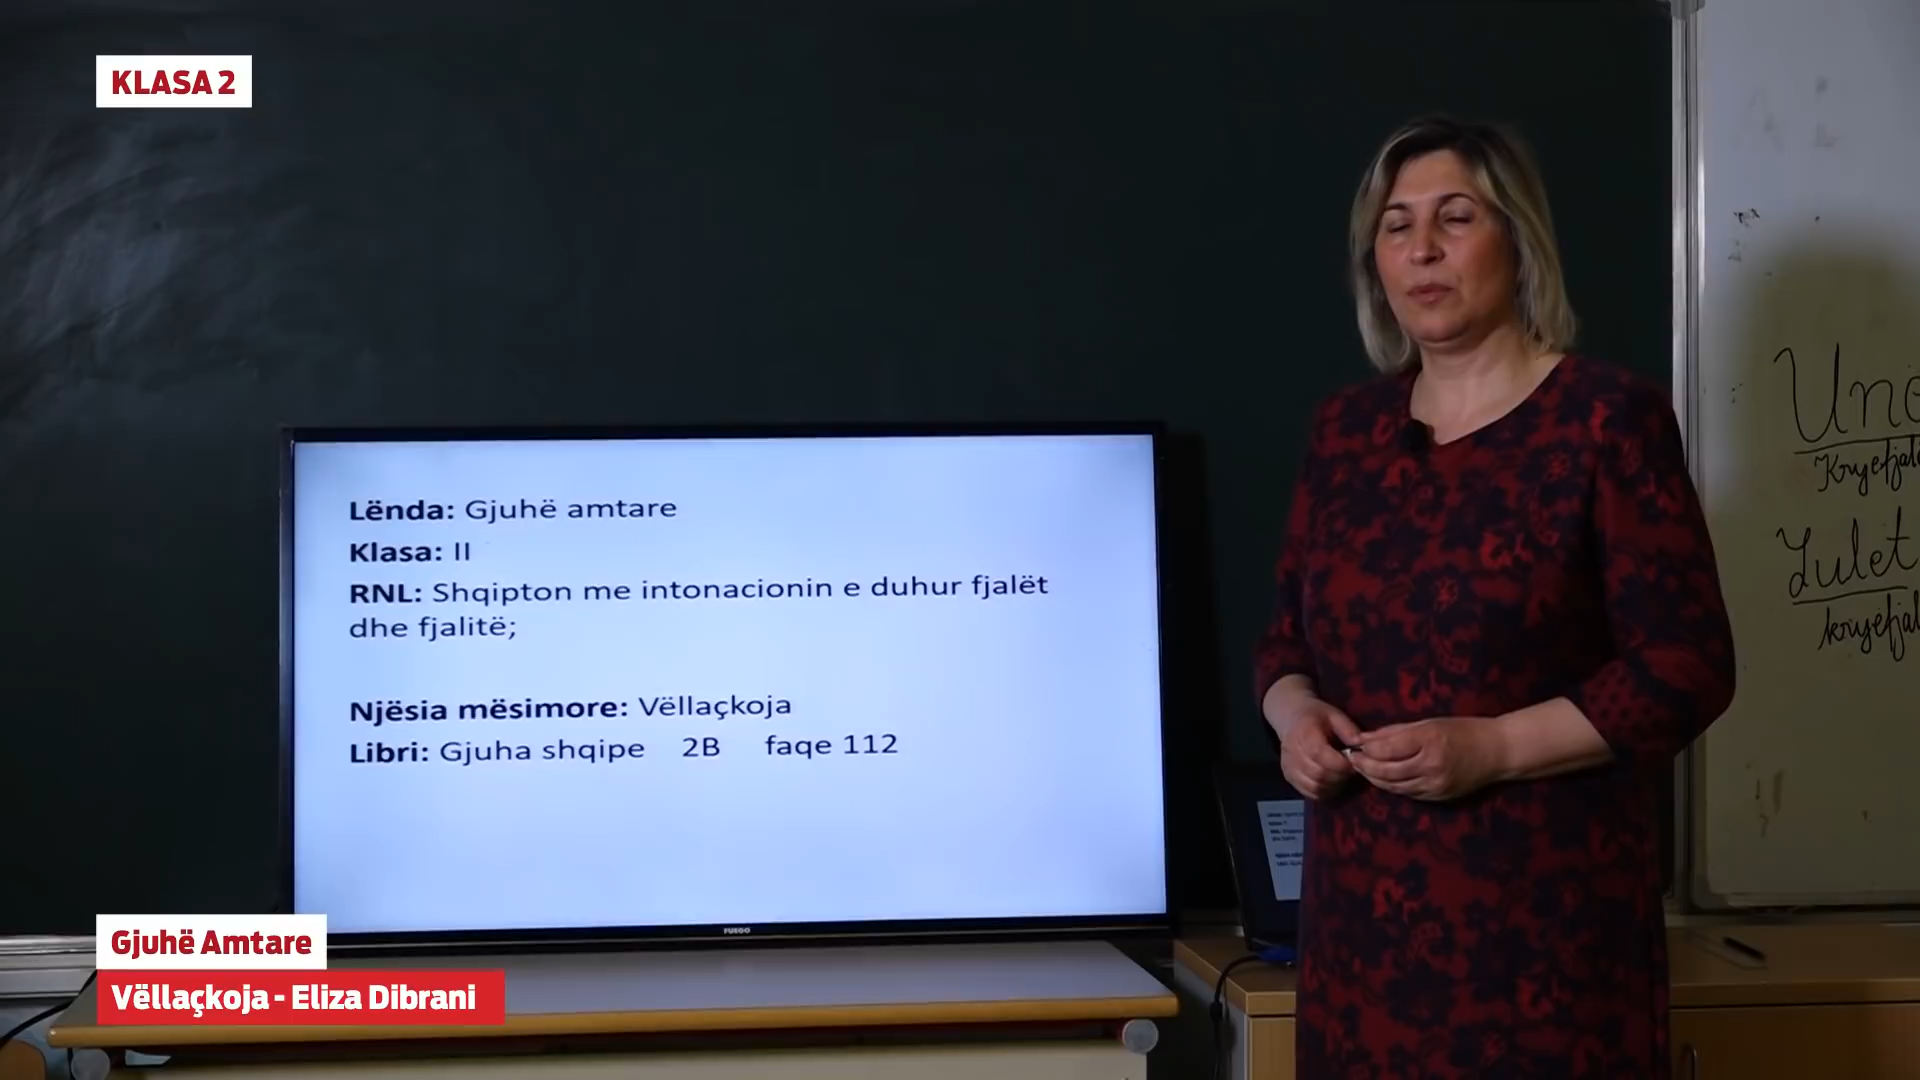 KLASA 2
Lënda: Gjuhë amtare
Klasa: II
RNL: Shqipton me intonacionin e duhur fjalët
dhe fjalitë;
Njësia mësimore: Vëllaçkoja
Libri: Gjuha shqipe 2B faqe 112
FUEGO
Gjuhë Amtare
Vëllaçkoja - Eliza Dibrani